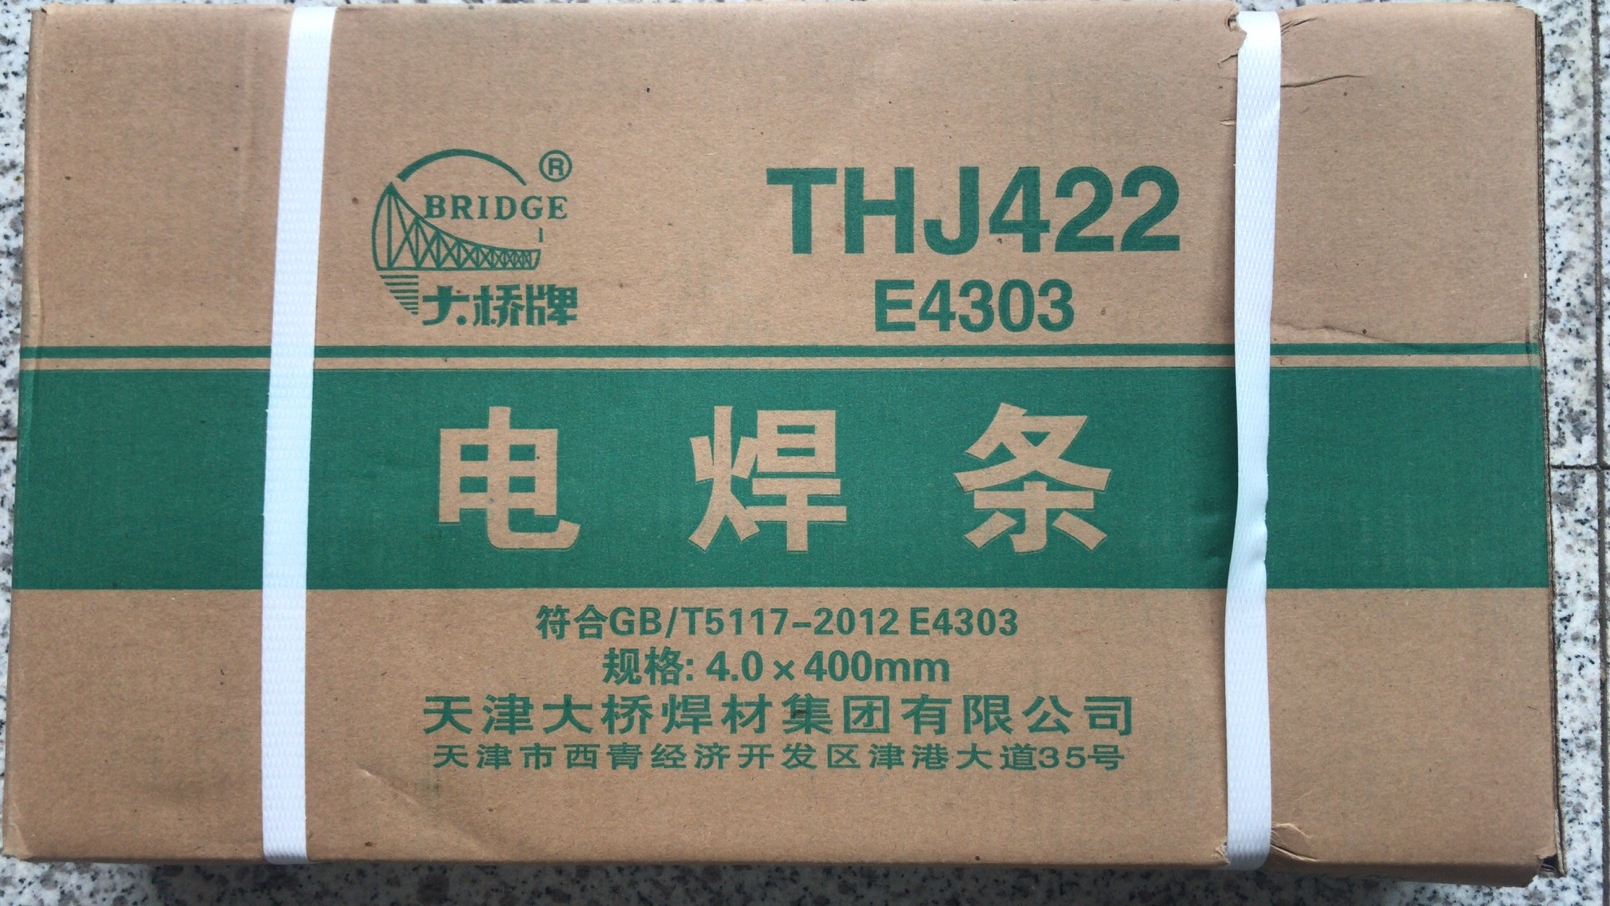 BRIDGE®
大桥牌
THJ422
E4303
电焊条
符合GB/T5117-2012 E4303
规格: 4.0×400mm
天津大桥焊材集团有限公司
天津市西青经济开发区津港大道35号